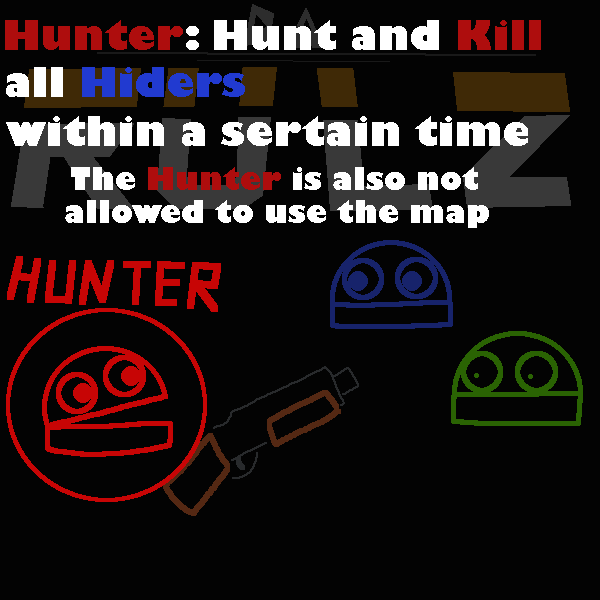 Hunter: Hunt and Kill
all Hiders
within a sertain time
The Hunter is also not
allowed to use the map
RÜLZ
HUNTER